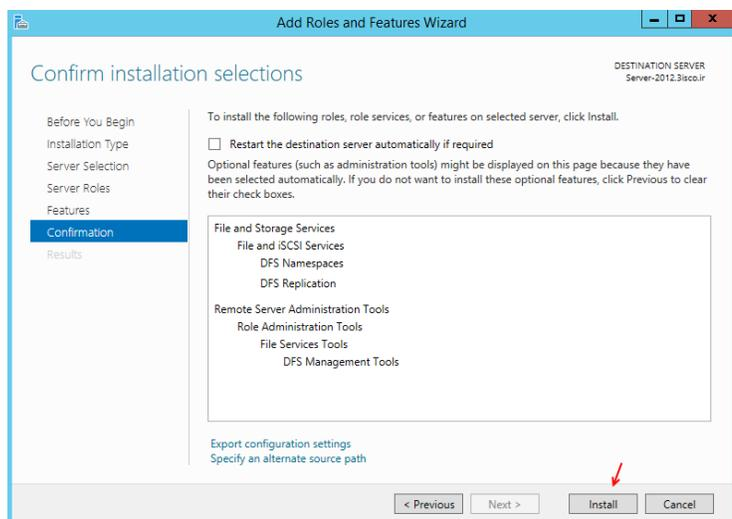 Add Roles and Features Wizard
Confirm installation selections
DESTINATION SERVER
Server-2012.3isco.ir
Before You Begin
Installation Type
Server Selection
Server Roles
Features
Confirmation
Results
To install the following roles, role services, or features on selected server, click Install.
Restart the destination server automatically if required
Optional features (such as administration tools) might be displayed on this page because they have
been selected automatically. If you do not want to install these optional features, click Previous to clear
their check boxes.
File and Storage Services
File and iSCSI Services
DFS Namespaces
DFS Replication
Remote Server Administration Tools
Role Administration Tools
File Services Tools
DFS Management Tools
Export configuration settings
Specify an alternate source path
< Previous
Next >
Install
Cancel